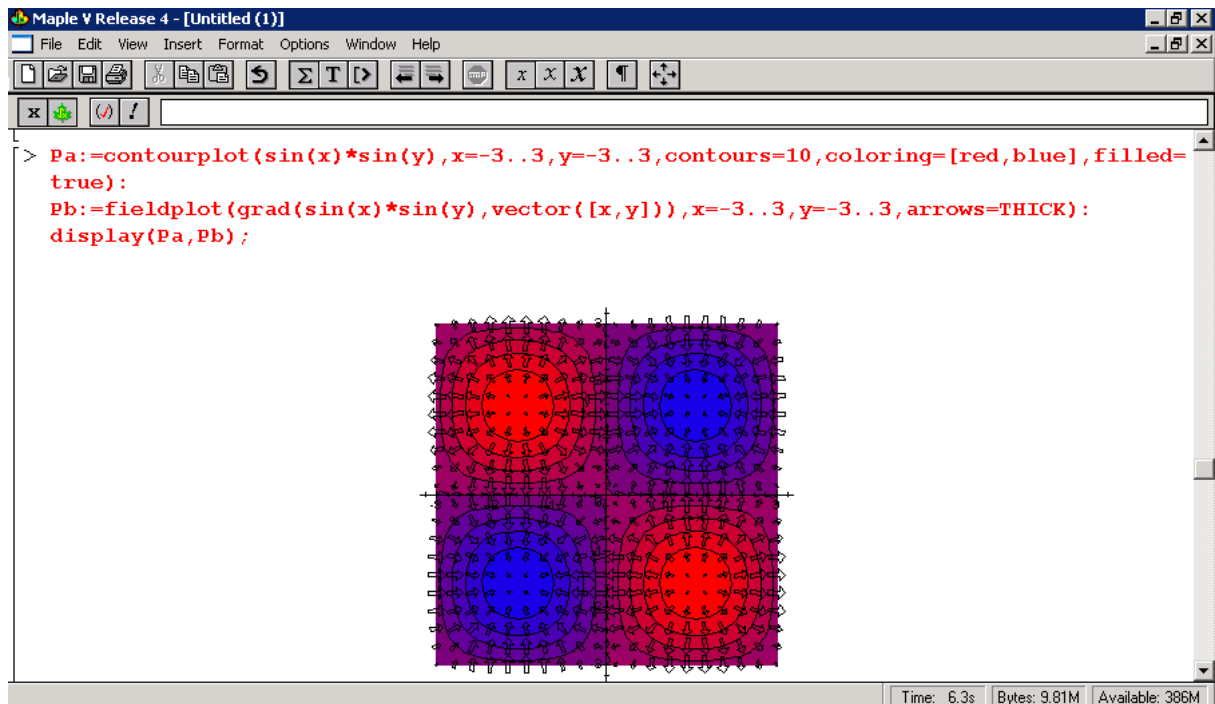 Maple V Release 4 - [Untitled (1)]
File Edit View Insert Format Options Window Help
Σ T [>
STOP
x x x ¶
x (√) !
> Pa:=contourplot(sin(x)*sin(y),x=-3..3,y=-3..3,contours=10,coloring=[red,blue],filled=
true):
Pb:=fieldplot(grad(sin(x)*sin(y),vector([x,y])),x=-3..3,y=-3..3,arrows=THICK):
display(Pa,Pb);
Time: 6.3s Bytes: 9.81M Available: 386M